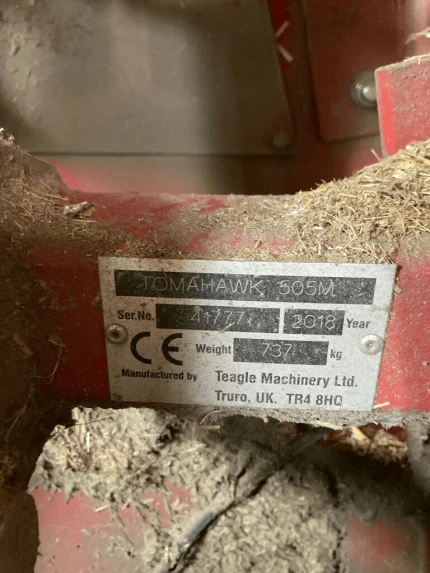 TOMAHAWK 505M
Ser.No. 41777 2018 Year
CE Weight 737 kg
Manufactured by Teagle Machinery Ltd.
Truro, UK. TR4 8HQ